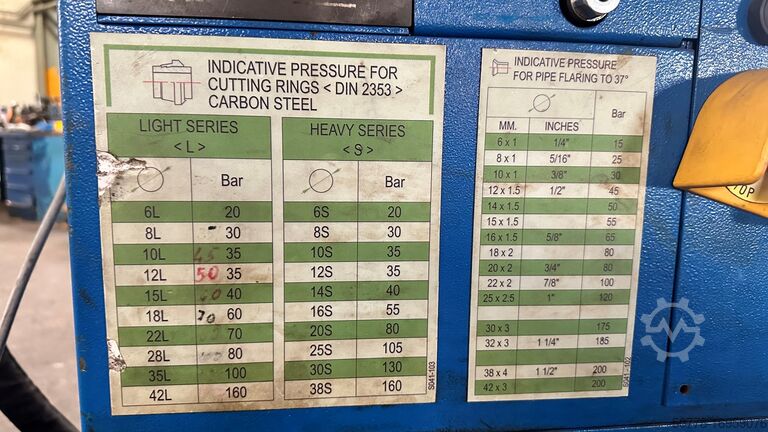 INDICATIVE PRESSURE FOR
CUTTING RINGS < DIN 2353 >
CARBON STEEL
LIGHT SERIES
< L >
HEAVY SERIES
< S >
Bar Bar
6L 20 6S 20
8L 30 8S 30
10L 45 35 10S 35
12L 50 35 12S 35
15L 40 14S 40
18L 70 60 16S 55
22L 70 20S 80
28L 80 25S 105
35L 100 30S 130
42L 160 38S 160
S041-103
INDICATIVE PRESSURE
FOR PIPE FLARING TO 37°
Bar
MM. INCHES
6 x 1 1/4" 15
8 x 1 5/16" 25
10 x 1 3/8" 30
12 x 1.5 1/2" 45
14 x 1.5 50
15 x 1.5 55
16 x 1.5 5/8" 65
18 x 2 80
20 x 2 3/4" 80
22 x 2 7/8" 100
25 x 2.5 1" 120
30 x 3 175
32 x 3 1 1/4" 185
38 x 4 1 1/2" 200
42 x 3 200
S041-102
STOP